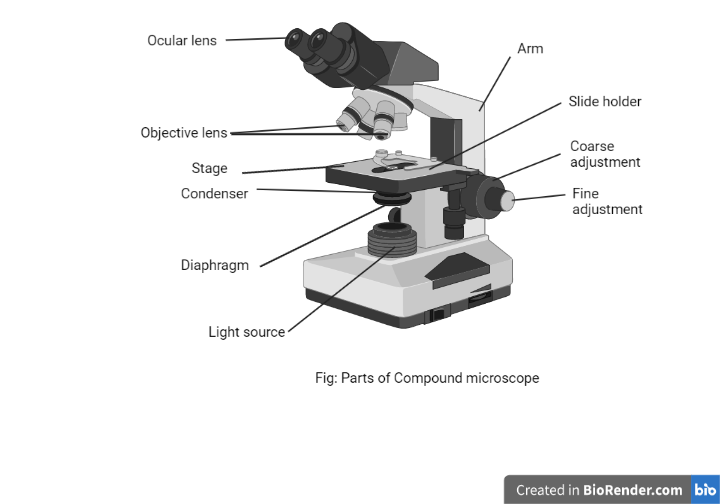 Ocular lens
Arm
Slide holder
Objective lens
Coarse
adjustment
Stage
Condenser
Fine
adjustment
Diaphragm
Light source
Fig: Parts of Compound microscope
Created in BioRender.com bio